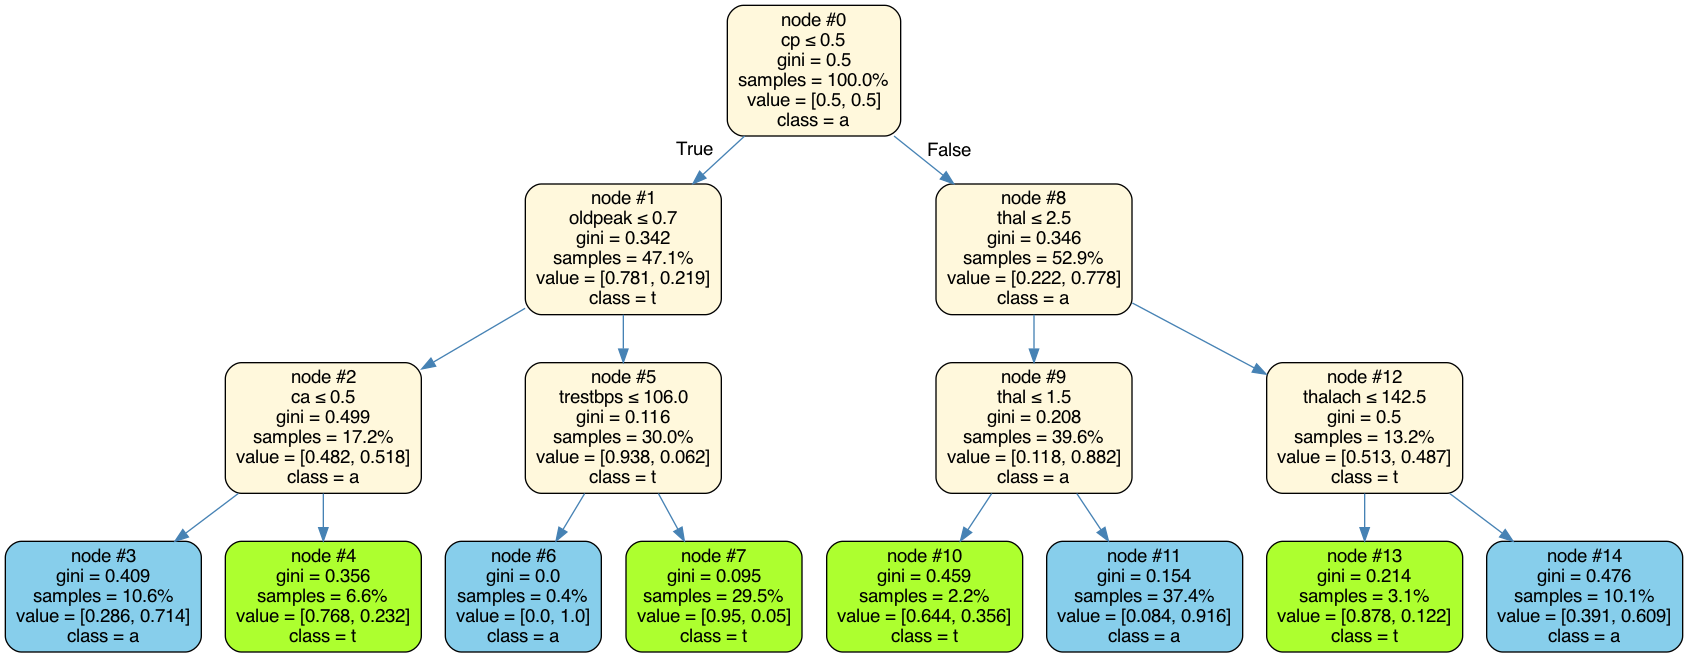 node #0
cp ≤ 0.5
gini = 0.5
samples = 100.0%
value = [0.5, 0.5]
class = a
True
False
node #1
oldpeak ≤ 0.7
gini = 0.342
samples = 47.1%
value = [0.781, 0.219]
class = t
node #8
thal ≤ 2.5
gini = 0.346
samples = 52.9%
value = [0.222, 0.778]
class = a
node #2
ca ≤ 0.5
gini = 0.499
samples = 17.2%
value = [0.482, 0.518]
class = a
node #5
trestbps ≤ 106.0
gini = 0.116
samples = 30.0%
value = [0.938, 0.062]
class = t
node #9
thal ≤ 1.5
gini = 0.208
samples = 39.6%
value = [0.118, 0.882]
class = a
node #12
thalach ≤ 142.5
gini = 0.5
samples = 13.2%
value = [0.513, 0.487]
class = t
node #3
gini = 0.409
samples = 10.6%
value = [0.286, 0.714]
class = a
node #4
gini = 0.356
samples = 6.6%
value = [0.768, 0.232]
class = t
node #6
gini = 0.0
samples = 0.4%
value = [0.0, 1.0]
class = a
node #7
gini = 0.095
samples = 29.5%
value = [0.95, 0.05]
class = t
node #10
gini = 0.459
samples = 2.2%
value = [0.644, 0.356]
class = t
node #11
gini = 0.154
samples = 37.4%
value = [0.084, 0.916]
class = a
node #13
gini = 0.214
samples = 3.1%
value = [0.878, 0.122]
class = t
node #14
gini = 0.476
samples = 10.1%
value = [0.391, 0.609]
class = a